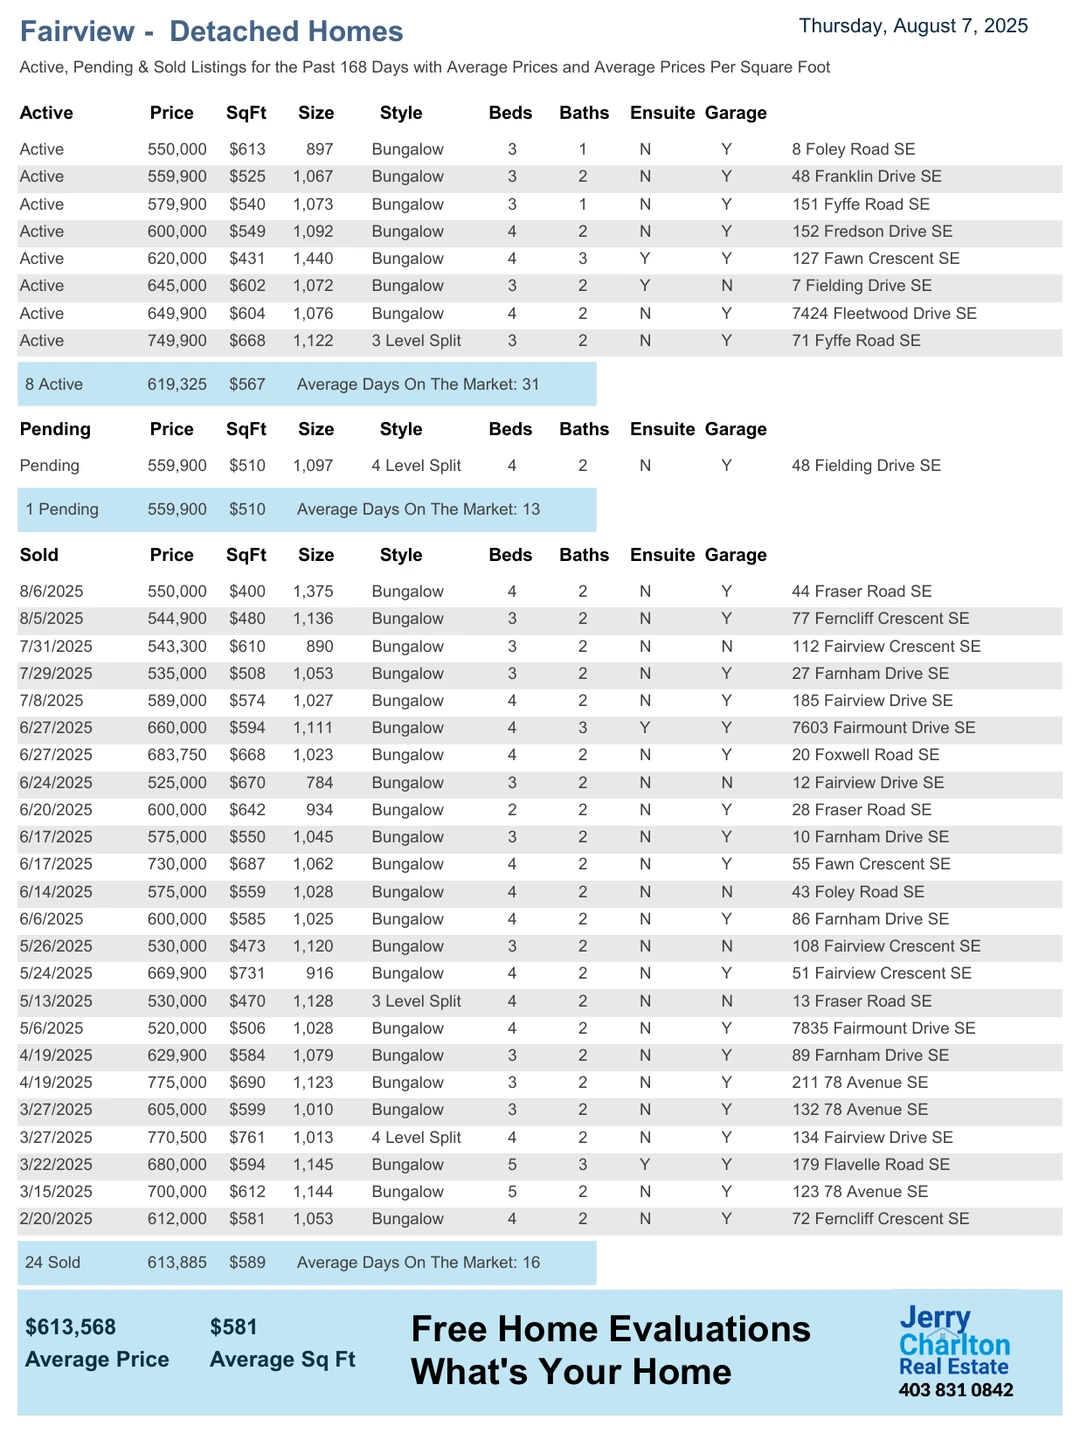 Fairview -  Detached Homes
Thursday, August 7, 2025
Active, Pending & Sold Listings for the Past 168 Days with Average Prices and Average Prices Per Square Foot
Active Price SqFt Size Style Beds Baths Ensuite Garage
Active 550,000 $613 897 Bungalow 3 1 N Y 8 Foley Road SE
Active 559,900 $525 1,067 Bungalow 3 2 N Y 48 Franklin Drive SE
Active 579,900 $540 1,073 Bungalow 3 1 N Y 151 Fyffe Road SE
Active 600,000 $549 1,092 Bungalow 4 2 N Y 152 Fredson Drive SE
Active 620,000 $431 1,440 Bungalow 4 3 Y Y 127 Fawn Crescent SE
Active 645,000 $602 1,072 Bungalow 3 2 Y N 7 Fielding Drive SE
Active 649,900 $604 1,076 Bungalow 4 2 N Y 7424 Fleetwood Drive SE
Active 749,900 $668 1,122 3 Level Split 3 2 N Y 71 Fyffe Road SE
8 Active 619,325 $567 Average Days On The Market: 31
Pending Price SqFt Size Style Beds Baths Ensuite Garage
Pending 559,900 $510 1,097 4 Level Split 4 2 N Y 48 Fielding Drive SE
1 Pending 559,900 $510 Average Days On The Market: 13
Sold Price SqFt Size Style Beds Baths Ensuite Garage
8/6/2025 550,000 $400 1,375 Bungalow 4 2 N Y 44 Fraser Road SE
8/5/2025 544,900 $480 1,136 Bungalow 3 2 N Y 77 Ferncliff Crescent SE
7/31/2025 543,300 $610 890 Bungalow 3 2 N N 112 Fairview Crescent SE
7/29/2025 535,000 $508 1,053 Bungalow 3 2 N Y 27 Farnham Drive SE
7/8/2025 589,000 $574 1,027 Bungalow 4 2 N Y 185 Fairview Drive SE
6/27/2025 660,000 $594 1,111 Bungalow 4 3 Y Y 7603 Fairmount Drive SE
6/27/2025 683,750 $668 1,023 Bungalow 4 2 N Y 20 Foxwell Road SE
6/24/2025 525,000 $670 784 Bungalow 3 2 N N 12 Fairview Drive SE
6/20/2025 600,000 $642 934 Bungalow 2 2 N Y 28 Fraser Road SE
6/17/2025 575,000 $550 1,045 Bungalow 3 2 N Y 10 Farnham Drive SE
6/17/2025 730,000 $687 1,062 Bungalow 4 2 N Y 55 Fawn Crescent SE
6/14/2025 575,000 $559 1,028 Bungalow 4 2 N N 43 Foley Road SE
6/6/2025 600,000 $585 1,025 Bungalow 4 2 N Y 86 Farnham Drive SE
5/26/2025 530,000 $473 1,120 Bungalow 3 2 N N 108 Fairview Crescent SE
5/24/2025 669,900 $731 916 Bungalow 4 2 N Y 51 Fairview Crescent SE
5/13/2025 530,000 $470 1,128 3 Level Split 4 2 N N 13 Fraser Road SE
5/6/2025 520,000 $506 1,028 Bungalow 4 2 N Y 7835 Fairmount Drive SE
4/19/2025 629,900 $584 1,079 Bungalow 3 2 N Y 89 Farnham Drive SE
4/19/2025 775,000 $690 1,123 Bungalow 3 2 N Y 211 78 Avenue SE
3/27/2025 605,000 $599 1,010 Bungalow 3 2 N Y 132 78 Avenue SE
3/27/2025 770,500 $761 1,013 4 Level Split 4 2 N Y 134 Fairview Drive SE
3/22/2025 680,000 $594 1,145 Bungalow 5 3 Y Y 179 Flavelle Road SE
3/15/2025 700,000 $612 1,144 Bungalow 5 2 N Y 123 78 Avenue SE
2/20/2025 612,000 $581 1,053 Bungalow 4 2 N Y 72 Ferncliff Crescent SE
24 Sold 613,885 $589 Average Days On The Market: 16
$613,568 $581
Average Price Average Sq Ft
Free Home Evaluations
What's Your Home
Jerry
Charlton
Real Estate
403 831 0842